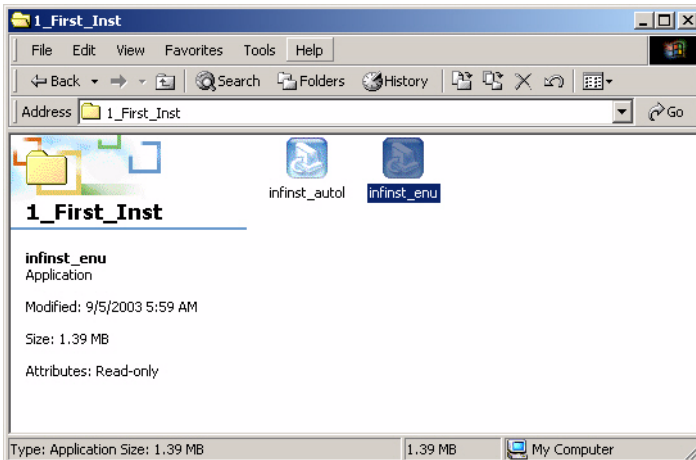 1_First_Inst
File Edit View Favorites Tools Help
Back Search Folders History
Address 1_First_Inst Go
infinst_autol infinst_enu
1_First_Inst
infinst_enu
Application
Modified: 9/5/2003 5:59 AM
Size: 1.39 MB
Attributes: Read-only
Type: Application Size: 1.39 MB 1.39 MB My Computer